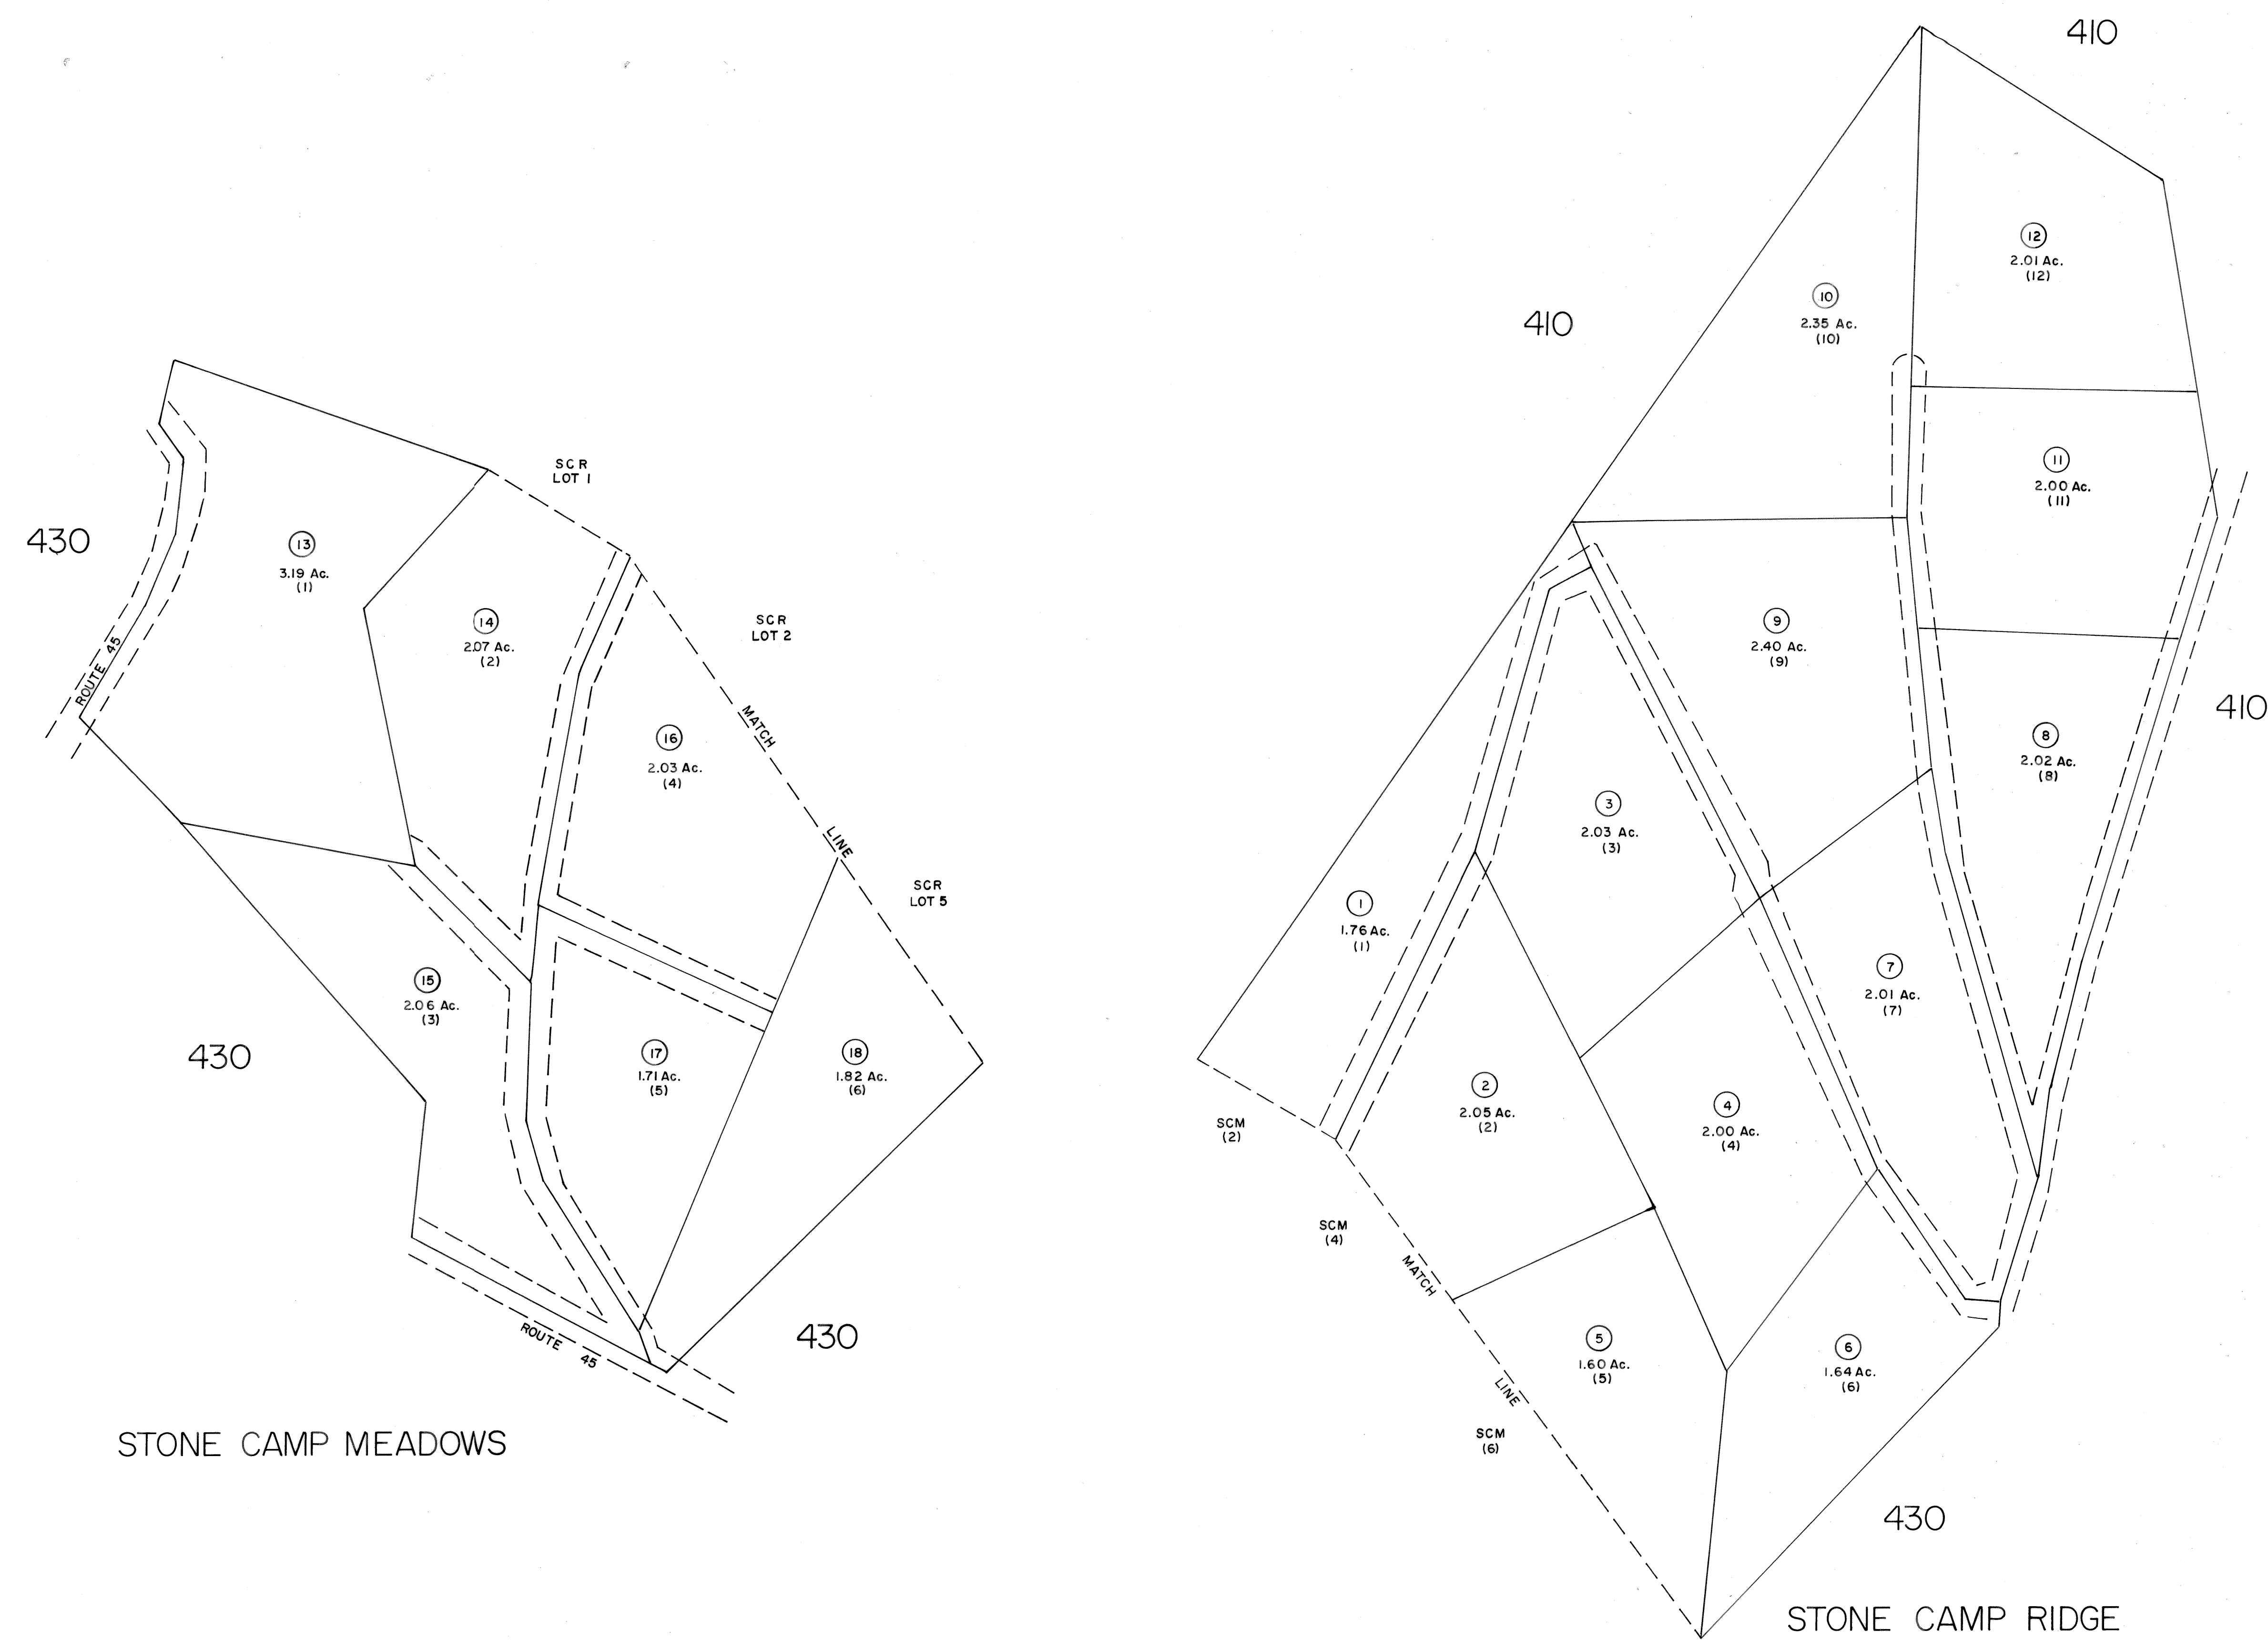 410
12
2.01 Ac.
(12)
10
2.35 Ac.
(10)
410
11
2.00 Ac.
(11)
9
2.40 Ac.
(9)
410
8
2.02 Ac.
(8)
3
2.03 Ac.
(3)
1
1.76 Ac.
(1)
7
2.01 Ac.
(7)
2
2.05 Ac.
(2)
4
2.00 Ac.
(4)
SCM
(2)
SCM
(4)
MATCH
LINE
5
1.60 Ac.
(5)
6
1.64 Ac.
(6)
SCM
(6)
430
STONE CAMP RIDGE
SCR
LOT 1
430
13
3.19 Ac.
(1)
ROUTE 45
14
2.07 Ac.
(2)
SCR
LOT 2
16
2.03 Ac.
(4)
MATCH
LINE
SCR
LOT 5
15
2.06 Ac.
(3)
430
17
1.71 Ac.
(5)
18
1.82 Ac.
(6)
430
ROUTE 45
STONE CAMP MEADOWS